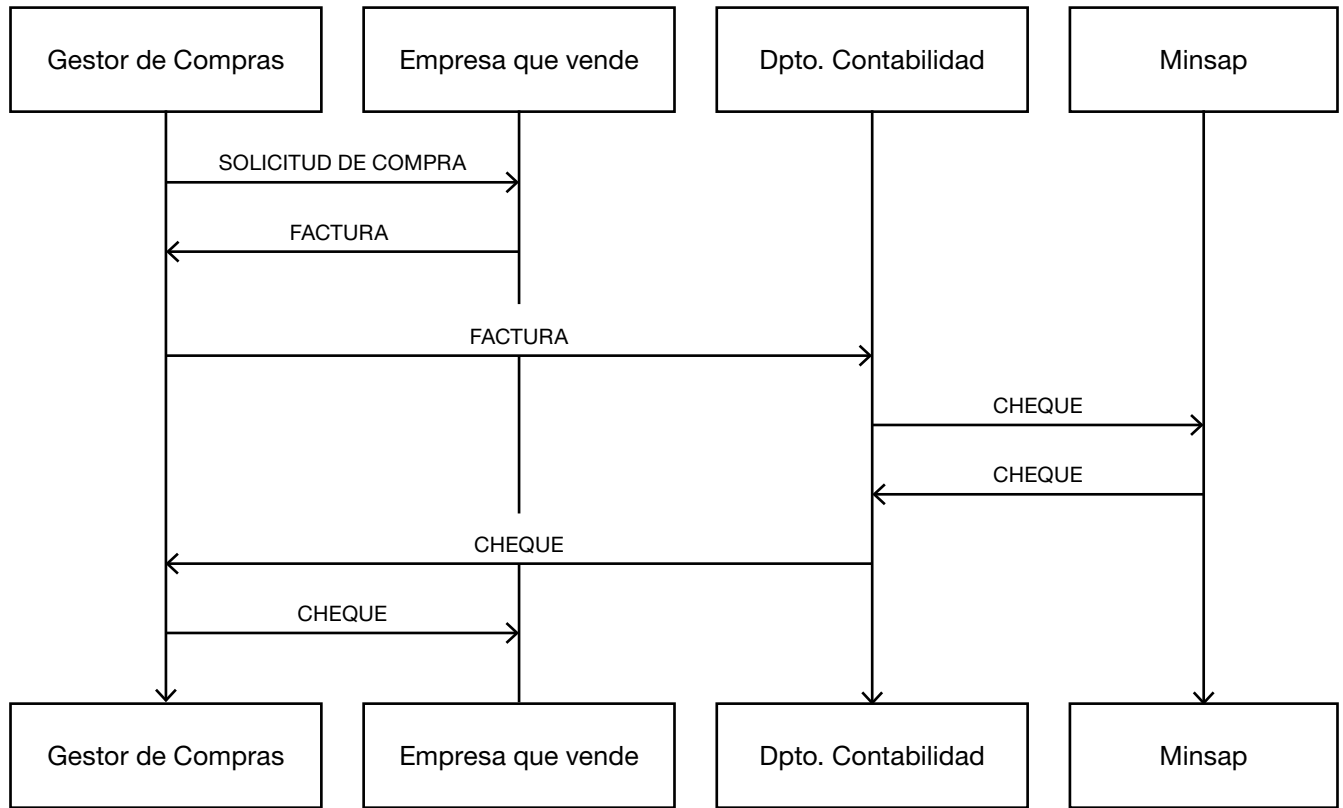 Gestor de Compras
Empresa que vende
Dpto. Contabilidad
Minsap
SOLICITUD DE COMPRA
FACTURA
FACTURA
CHEQUE
CHEQUE
CHEQUE
CHEQUE
Gestor de Compras
Empresa que vende
Dpto. Contabilidad
Minsap